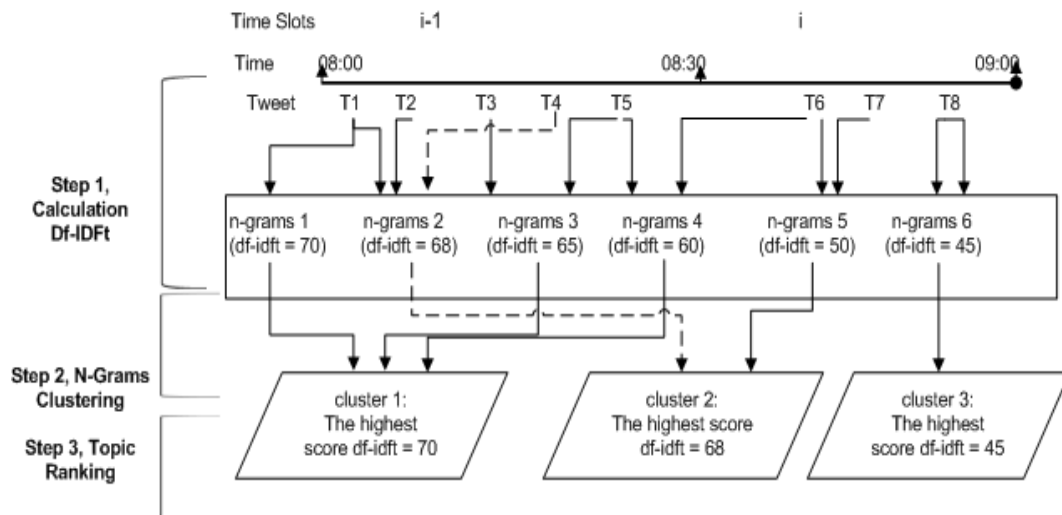 Time Slots i-1 i
Time 08:00 08:30 09:00
Tweet T1 T2 T3 T4 T5 T6 T7 T8
Step 1,
Calculation
Df-IDFt
n-grams 1 n-grams 2 n-grams 3 n-grams 4 n-grams 5 n-grams 6
(df-idft = 70) (df-idft = 68) (df-idft = 65) (df-idft = 60) (df-idft = 50) (df-idft = 45)
Step 2, N-Grams
Clustering
cluster 1:
The highest
score df-idft = 70
cluster 2:
The highest score
df-idft = 68
cluster 3:
The highest
score df-idft = 45
Step 3, Topic
Ranking